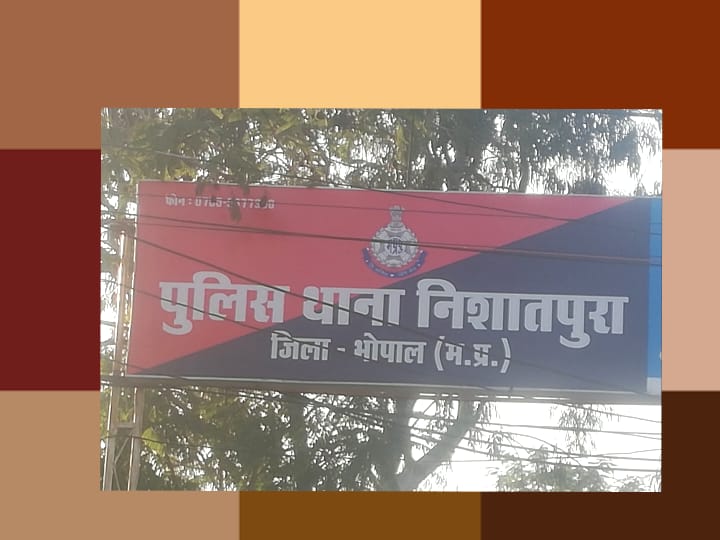 फोन :
पुलिस थाना निशातपुरा
जिला - भोपाल (म.प्र.)